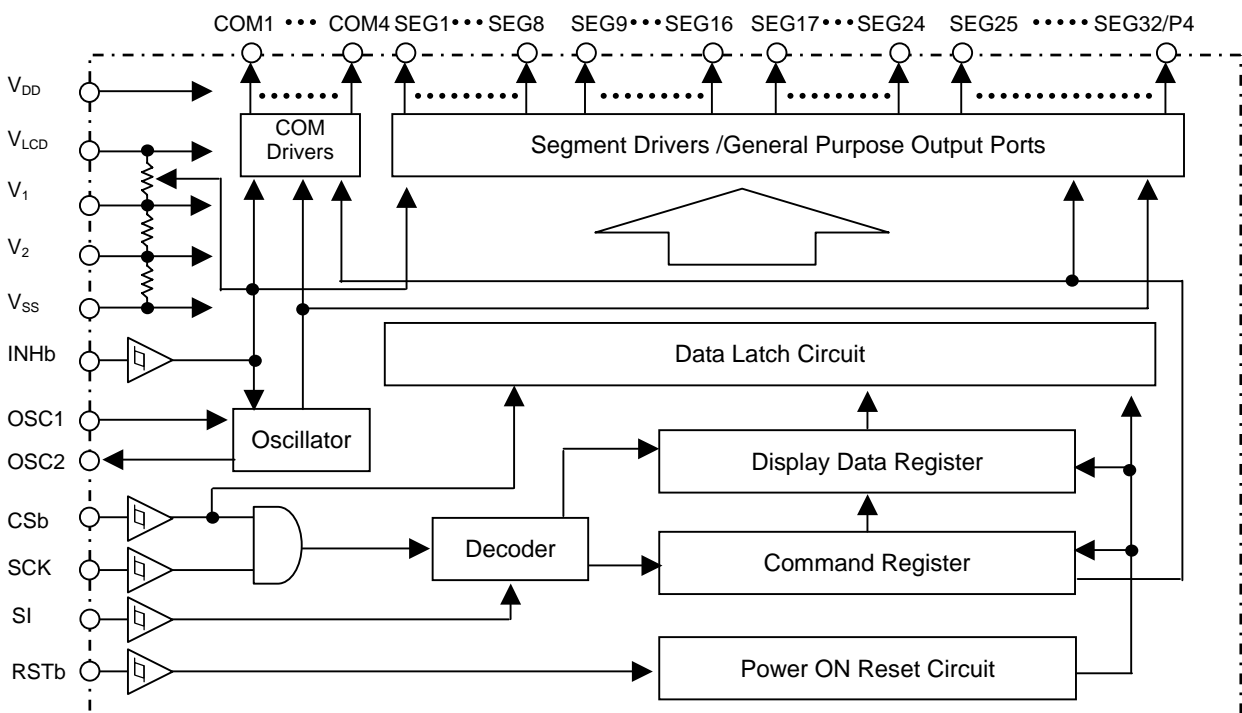 COM1 ••• COM4 SEG1 ••• SEG8 SEG9 ••• SEG16 SEG17 ••• SEG24 SEG25 ••••• SEG32/P4
VDD
VLCD
V1
V2
VSS
INHb
OSC1
OSC2
CSb
SCK
SI
RSTb
COM
Drivers
Segment Drivers /General Purpose Output Ports
Data Latch Circuit
Oscillator
Display Data Register
Decoder
Command Register
Power ON Reset Circuit